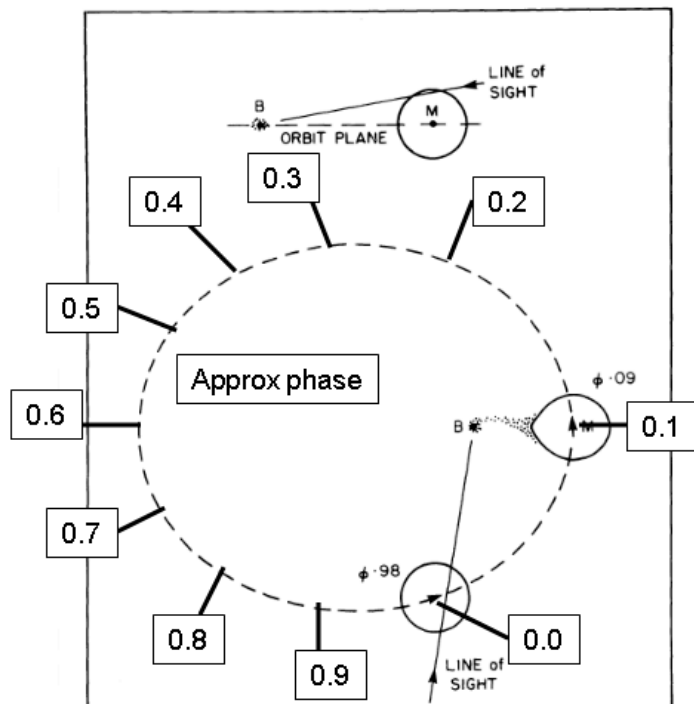 LINE of
SIGHT
B
M
ORBIT PLANE
0.3
0.4
0.2
0.5
Approx phase
ϕ·09
0.6
B
M
0.1
0.7
ϕ·98
0.8
0.9
0.0
LINE of
SIGHT